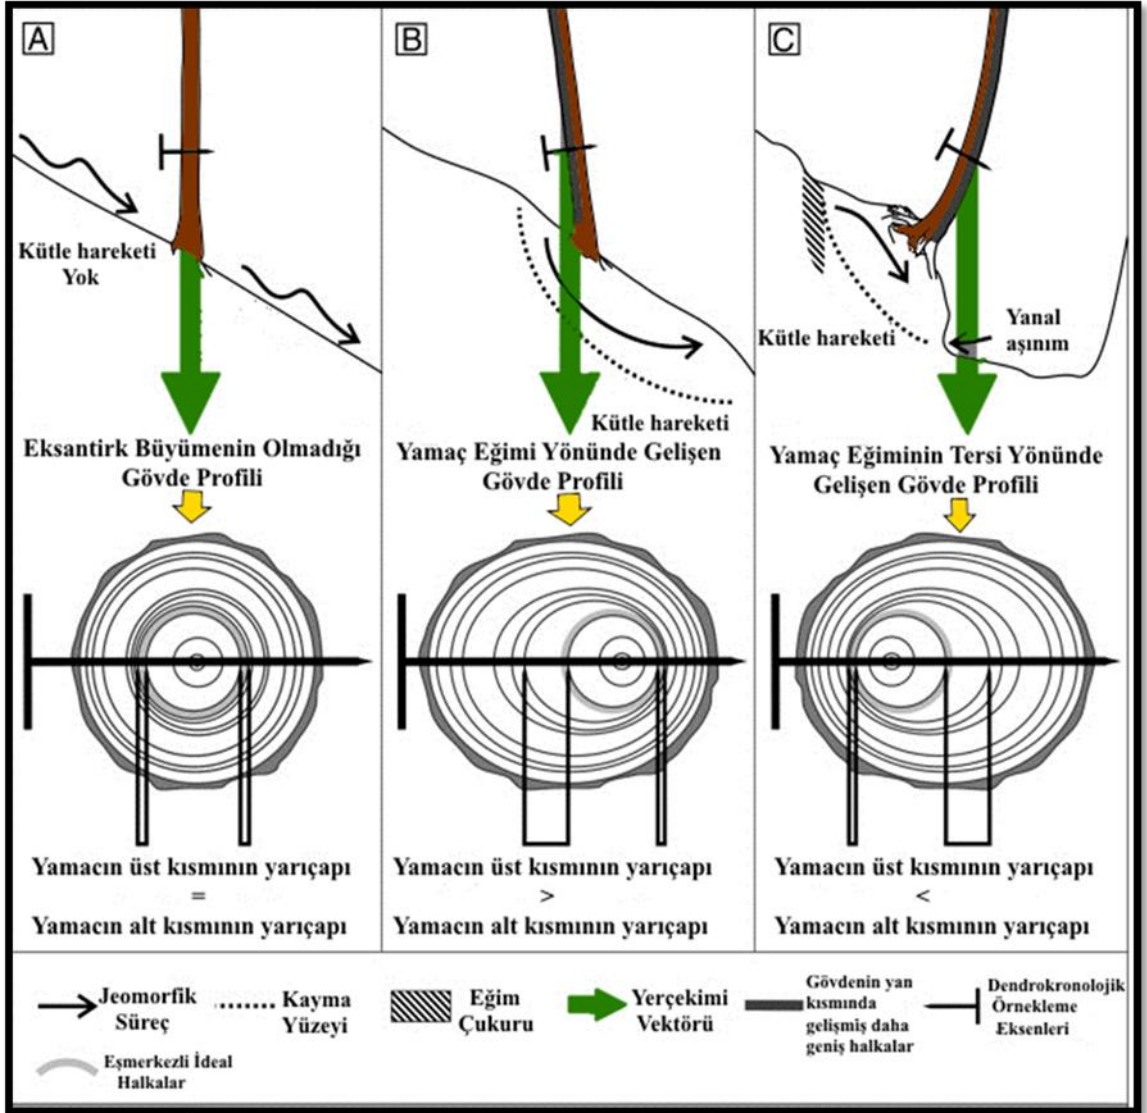 A
Kütle hareketi
Yok
Eksantirk Büyümenin Olmadığı
Gövde Profili
Yamacın üst kısmının yarıçapı
=
Yamacın alt kısmının yarıçapı
B
Kütle hareketi
Yamaç Eğimi Yönünde Gelişen
Gövde Profili
Yamacın üst kısmının yarıçapı
>
Yamacın alt kısmının yarıçapı
C
Kütle hareketi
Yanal
aşınım
Yamaç Eğiminin Tersi Yönünde
Gelişen Gövde Profili
Yamacın üst kısmının yarıçapı
<
Yamacın alt kısmının yarıçapı
Jeomorfik
Süreç
Kayma
Yüzeyi
Eğim
Çukuru
Yerçekimi
Vektörü
Gövdenin yan
kısmında
gelişmiş daha
geniş halkalar
Dendrokronolojik
Örnekleme
Eksenleri
Eşmerkezli İdeal
Halkalar